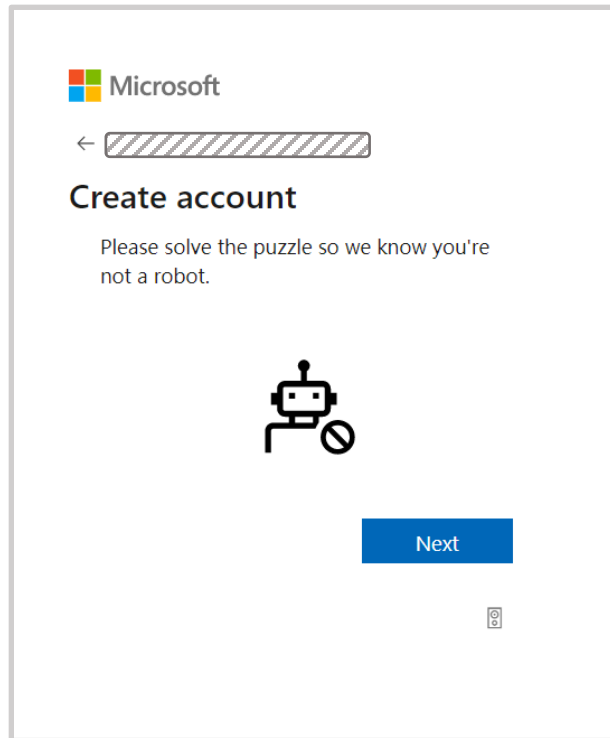 Microsoft
Create account
Please solve the puzzle so we know you're
not a robot.
Next